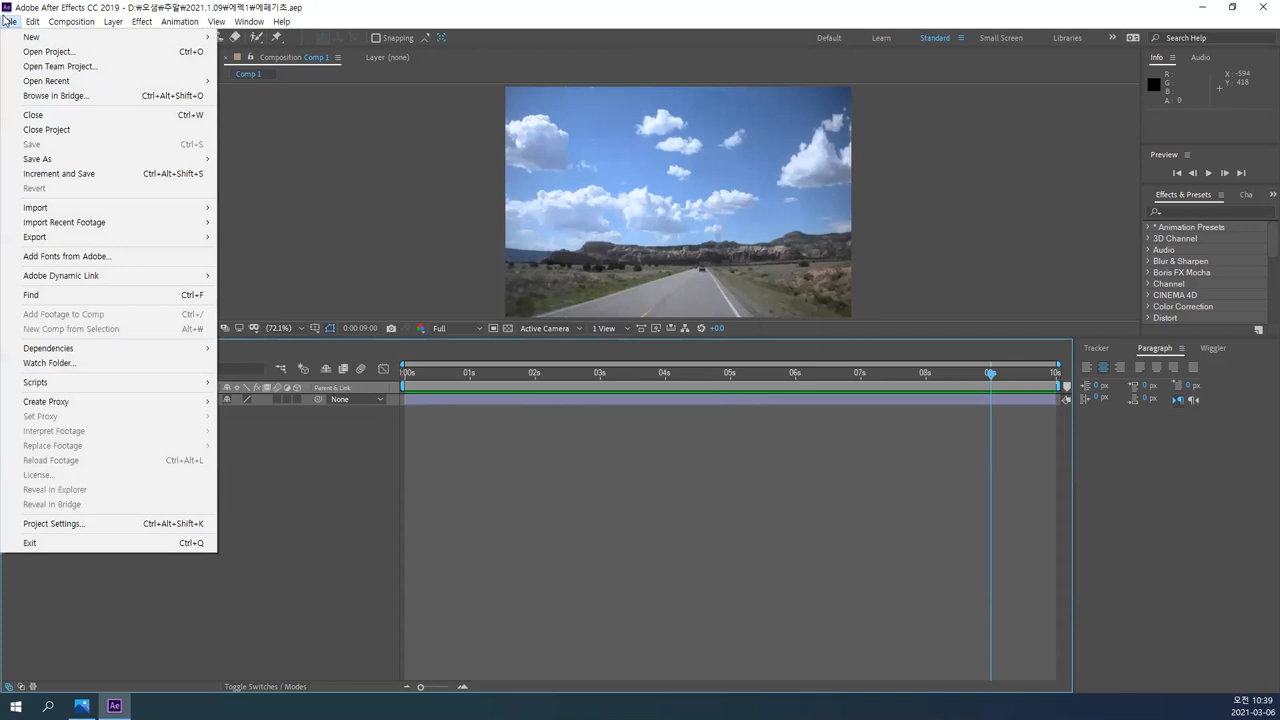 Adobe After Effects CC 2019 - D:₩오샘₩주말₩2021.1.09₩에펙1₩에페기초.aep
Edit Composition Layer Effect Animation View Window Help
New
Open Project... Ctrl+O
Open Team Project...
Open Recent
Browse in Bridge... Ctrl+Alt+Shift+O
Close Ctrl+W
Close Project
Save Ctrl+S
Save As
Increment and Save Ctrl+Alt+Shift+S
Revert
Import
Import Recent Footage
Export
Add Fonts from Adobe...
Adobe Dynamic Link
Find Ctrl+F
Add Footage to Comp Ctrl+/
New Comp from Selection Alt+₩
Dependencies
Watch Folder...
Scripts
Create Proxy
Set Proxy
Interpret Footage
Replace Footage
Reload Footage Ctrl+Alt+L
License...
Reveal in Explorer
Reveal in Bridge
Project Settings... Ctrl+Alt+Shift+K
Exit Ctrl+Q
Snapping
Default Learn Standard Small Screen Libraries Search Help
Composition Comp 1 Layer (none)
Comp 1
(72.1%) 0:00:09:00 Full Active Camera 1 View +0.0
Info Audio
R: X: -594
G: Y: 418
B:
A: 0
Preview
Effects & Presets Cha
* Animation Presets
3D Channel
Audio
Blur & Sharpen
Boris FX Mocha
Channel
CINEMA 4D
Color Correction
Distort
Tracker Paragraph Wiggler
0 px 0 px 0 px
0 px 0 px
:00s 01s 02s 03s 04s 05s 06s 07s 08s 09s 10s
Parent & Link
None
Toggle Switches / Modes
오전 10:39
2021-03-06